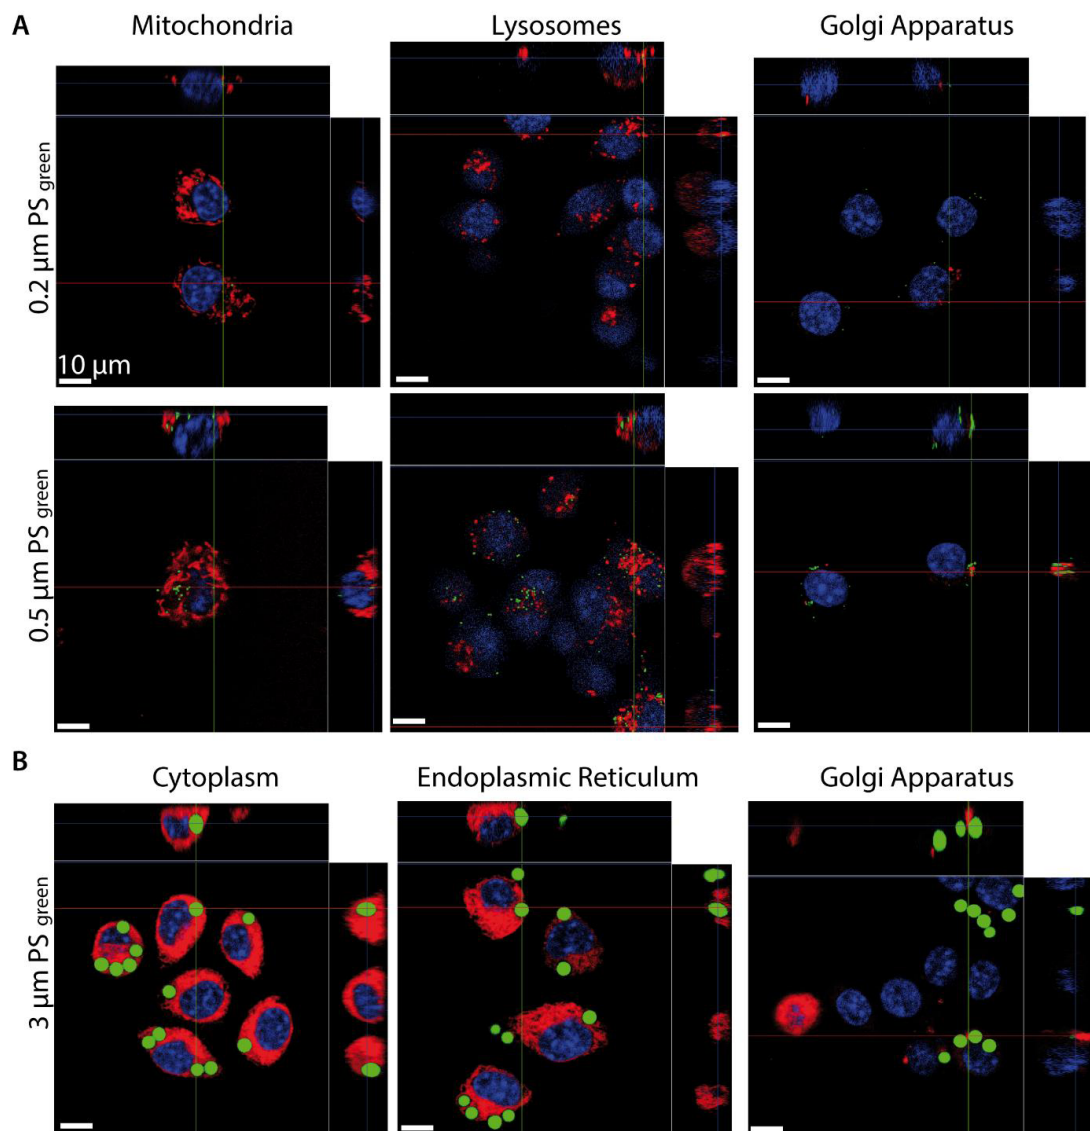 A
Mitochondria
Lysosomes
Golgi Apparatus
0.2 µm PS green
10 µm
0.5 µm PS green
B
Cytoplasm
Endoplasmic Reticulum
Golgi Apparatus
3 µm PS green